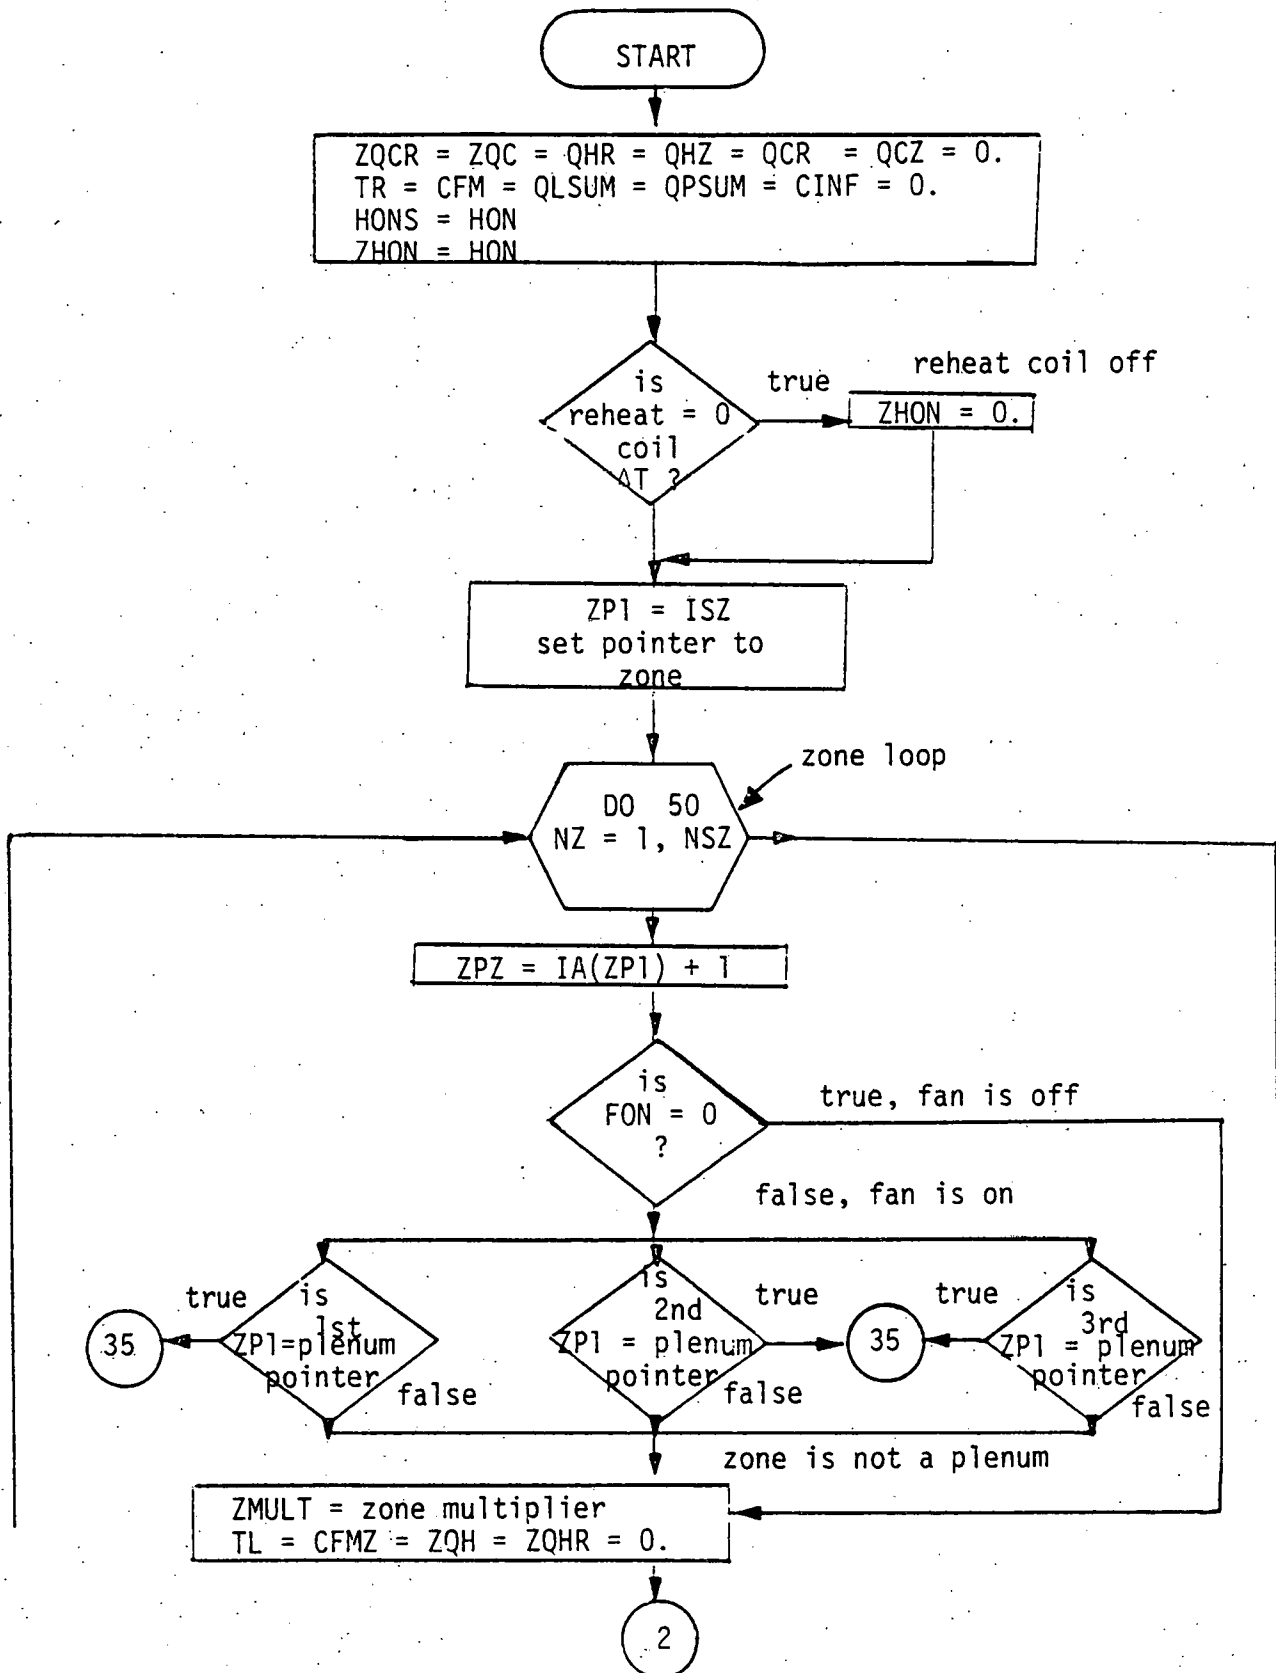 START
ZQCR = ZQC = QHR = QHZ = QCR = QCZ = 0.
TR = CFM = QLSUM = QPSUM = CINF = 0.
HONS = HON
ZHON = HON
is
reheat = 0
coil
ΔT ?
true
reheat coil off
ZHON = 0.
ZP1 = ISZ
set pointer to
zone
zone loop
DO 50
NZ = 1, NSZ
ZPZ = IA(ZP1) + 1
is
FON = 0
?
true, fan is off
false, fan is on
is
1st
ZP1=plenum
pointer
true
35
false
is
2nd
ZP1 = plenum
pointer
true
35
false
is
3rd
ZP1 = plenum
pointer
true
false
zone is not a plenum
ZMULT = zone multiplier
TL = CFMZ = ZQH = ZQHR = 0.
2